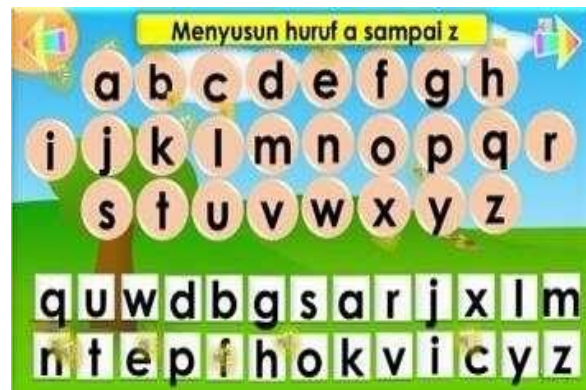 Menyusun huruf a sampai z
a b c d e f g h
i j k l m n o p q r
s t u v w x y z
q u w d b g s a r j x l m
n t e p f h o k v i c y z